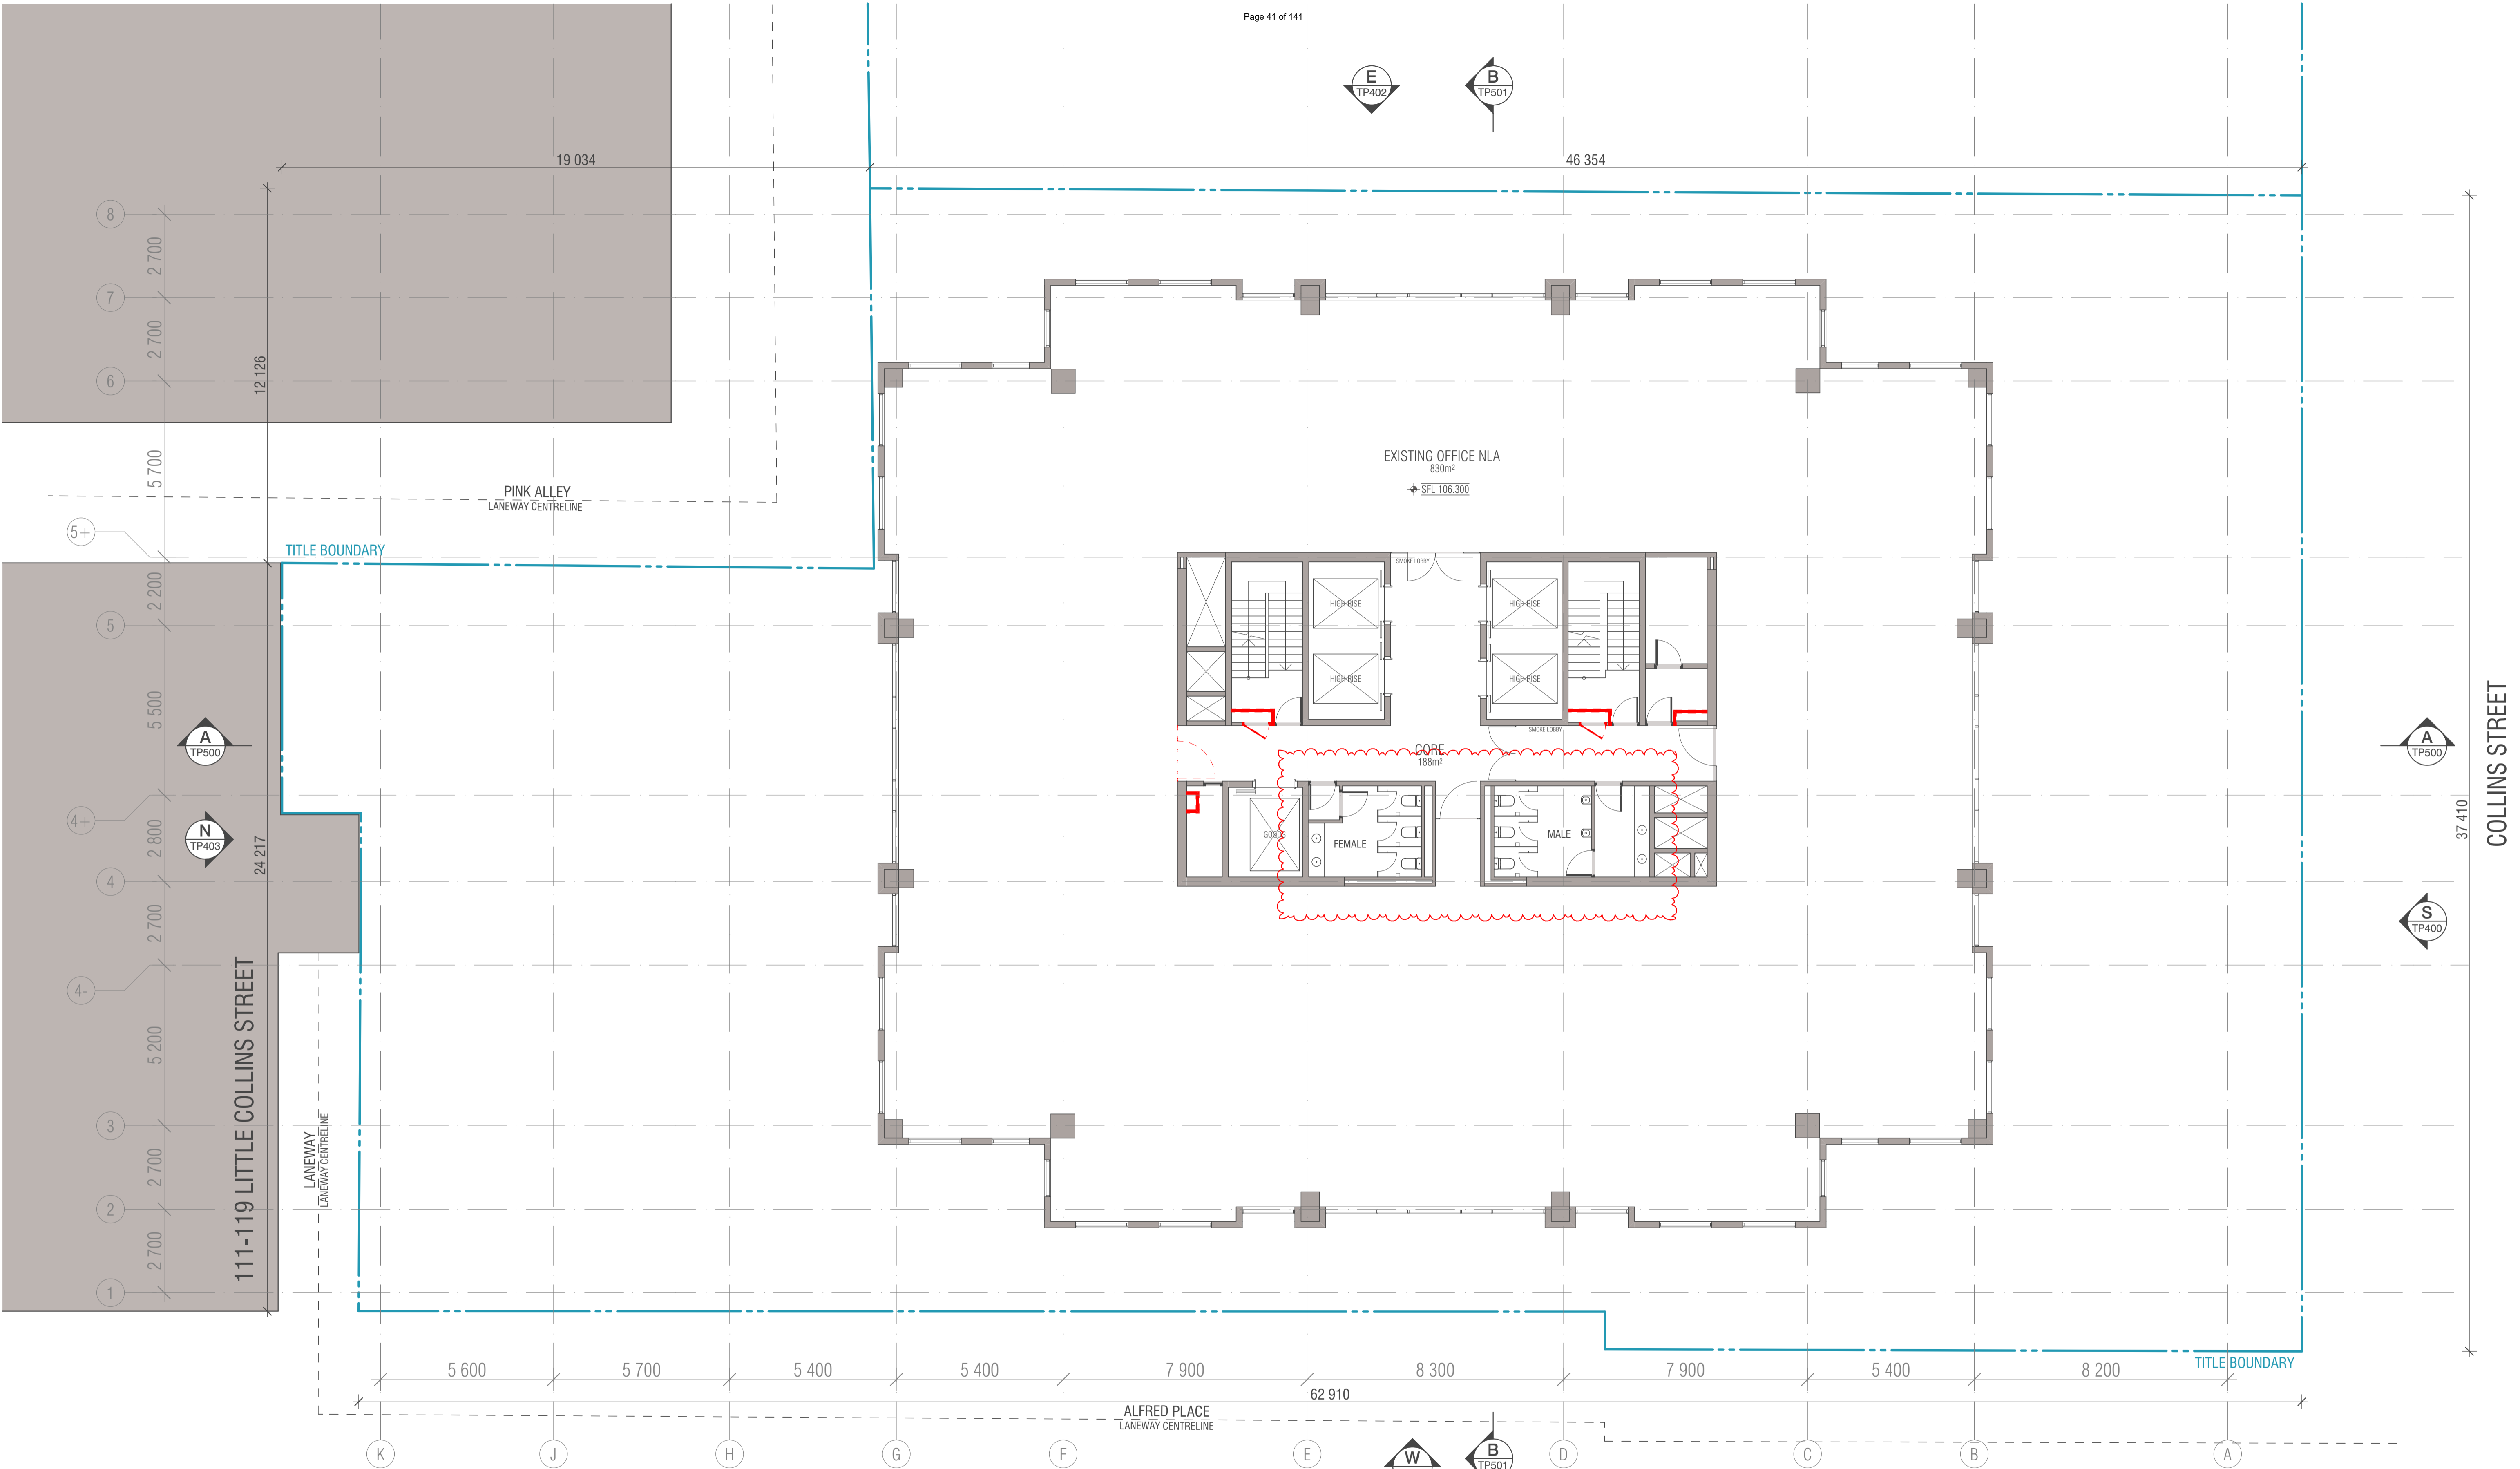 Page 41 of 141
E
TP402
B
TP501
19 034
46 354
8
2 700
7
2 700
6
12 126
5 700
EXISTING OFFICE NLA
830m²
SFL 106.300
PINK ALLEY
LANEWAY CENTRELINE
5+
TITLE BOUNDARY
2 200
5
SMOKE LOBBY
HIGH RISE
HIGH RISE
HIGH RISE
HIGH RISE
5 500
A
TP500
SMOKE LOBBY
CORE
188m²
A
TP500
COLLINS STREET
37 410
4+
N
TP403
2 800
24 217
GOODS
FEMALE
MALE
4
2 700
S
TP400
4-
111-119 LITTLE COLLINS STREET
5 200
3
LANEWAY
LANEWAY CENTRELINE
2 700
2
2 700
1
TITLE BOUNDARY
5 600
5 700
5 400
5 400
7 900
8 300
7 900
5 400
8 200
62 910
ALFRED PLACE
LANEWAY CENTRELINE
K
J
H
G
F
E
W
B
TP501
D
C
B
A